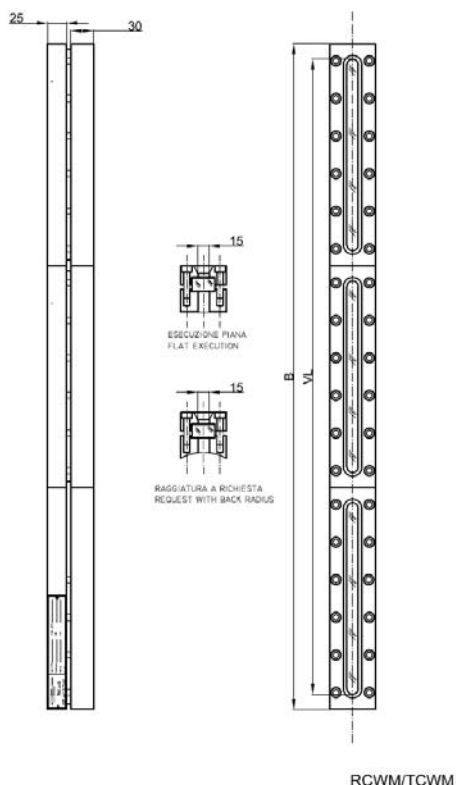 25
30
15
ESECUZIONE PIANA
FLAT EXECUTION
B
VL
15
RAGGIATURA A RICHIESTA
REQUEST WITH BACK RADIUS
RCWM/TCWM